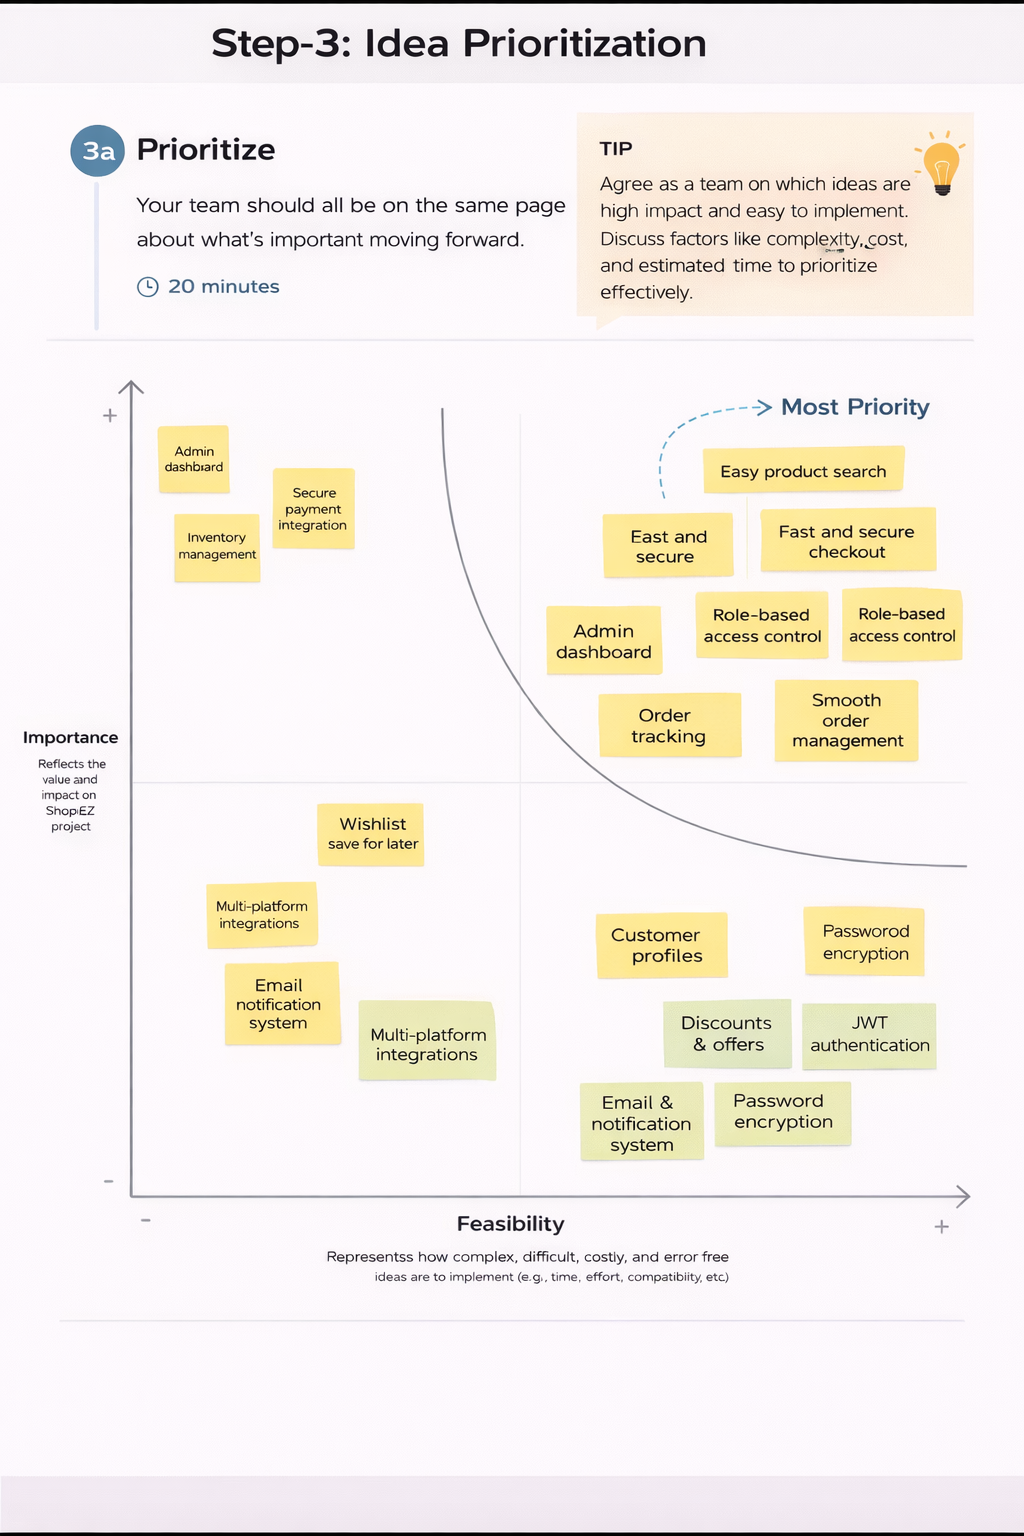 Step-3: Idea Prioritization
3a
Prioritize
Your team should all be on the same page
about what's important moving forward.
20 minutes
TIP
Agree as a team on which ideas are
high impact and easy to implement.
Discuss factors like complexity, cost,
and estimated time to prioritize
effectively.
+
Most Priority
Admin
dashbıard
Secure
payment
integration
Inventory
management
Easy product search
East and
secure
Fast and secure
checkout
Admin
dashboard
Role-based
access control
Role-based
access control
Order
tracking
Smooth
order
management
Importance
Reflects the
value and
impact on
ShopiEZ
project
Wishlist
save for later
Multi-platform
integrations
Email
notification
system
Multi-platform
integrations
Customer
profiles
Passworod
encryption
Discounts
& offers
JWT
authentication
Email &
notification
system
Password
encryption
-
-
Feasibility
+
Representss how complex, difficult, costiy, and error free
ideas are to implement (e.g., time, effort, compatibiity, etc)